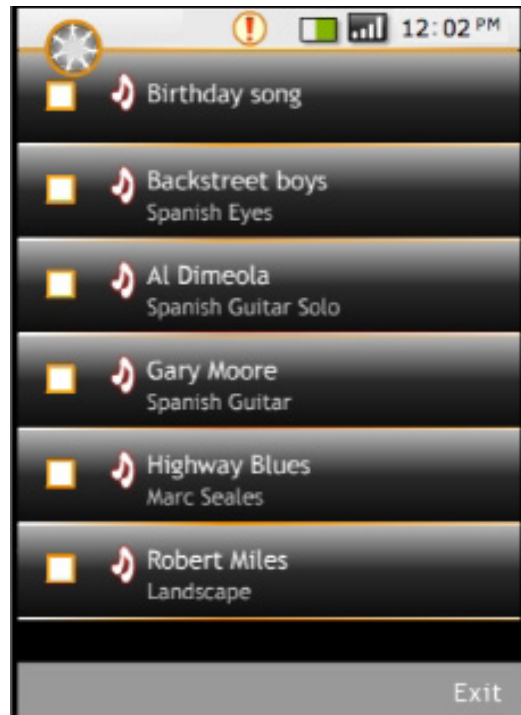 12:02 PM
Birthday song
Backstreet boys
Spanish Eyes
Al Dimeola
Spanish Guitar Solo
Gary Moore
Spanish Guitar
Highway Blues
Marc Seales
Robert Miles
Landscape
Exit